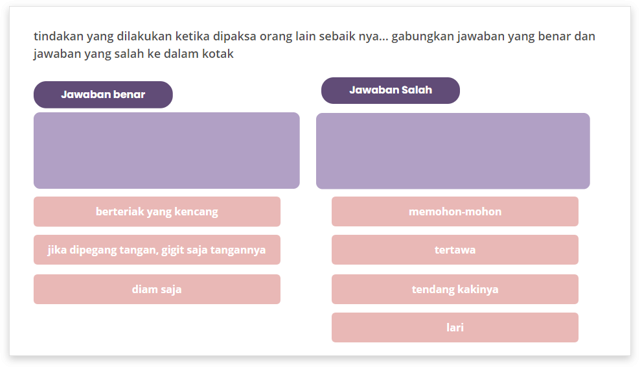 tindakan yang dilakukan ketika dipaksa orang lain sebaik nya... gabungkan jawaban yang benar dan
jawaban yang salah ke dalam kotak
Jawaban benar
Jawaban Salah
berteriak yang kencang
memohon-mohon
jika dipegang tangan, gigit saja tangannya
tertawa
diam saja
tendang kakinya
lari